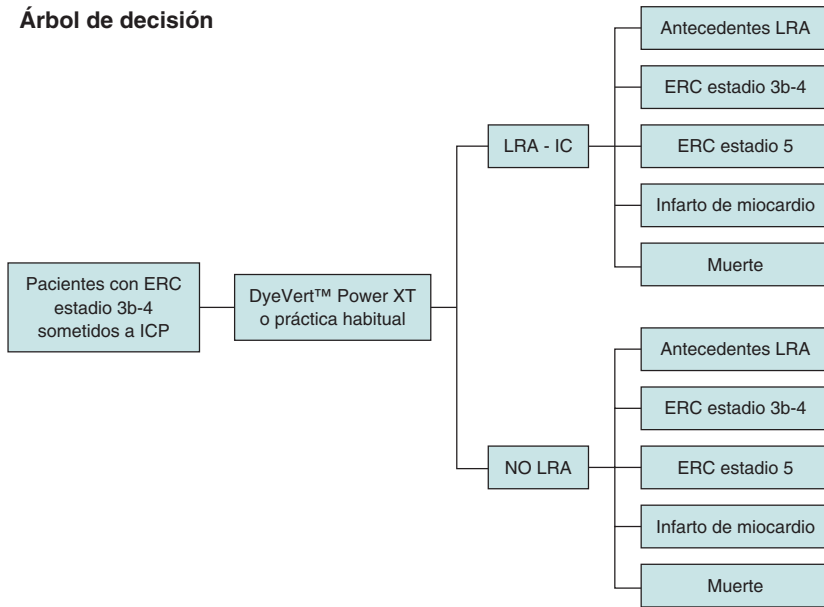 Árbol de decisión
Pacientes con ERC
estadio 3b-4
sometidos a ICP
DyeVert™ Power XT
o práctica habitual
LRA - IC
Antecedentes LRA
ERC estadio 3b-4
ERC estadio 5
Infarto de miocardio
Muerte
NO LRA
Antecedentes LRA
ERC estadio 3b-4
ERC estadio 5
Infarto de miocardio
Muerte